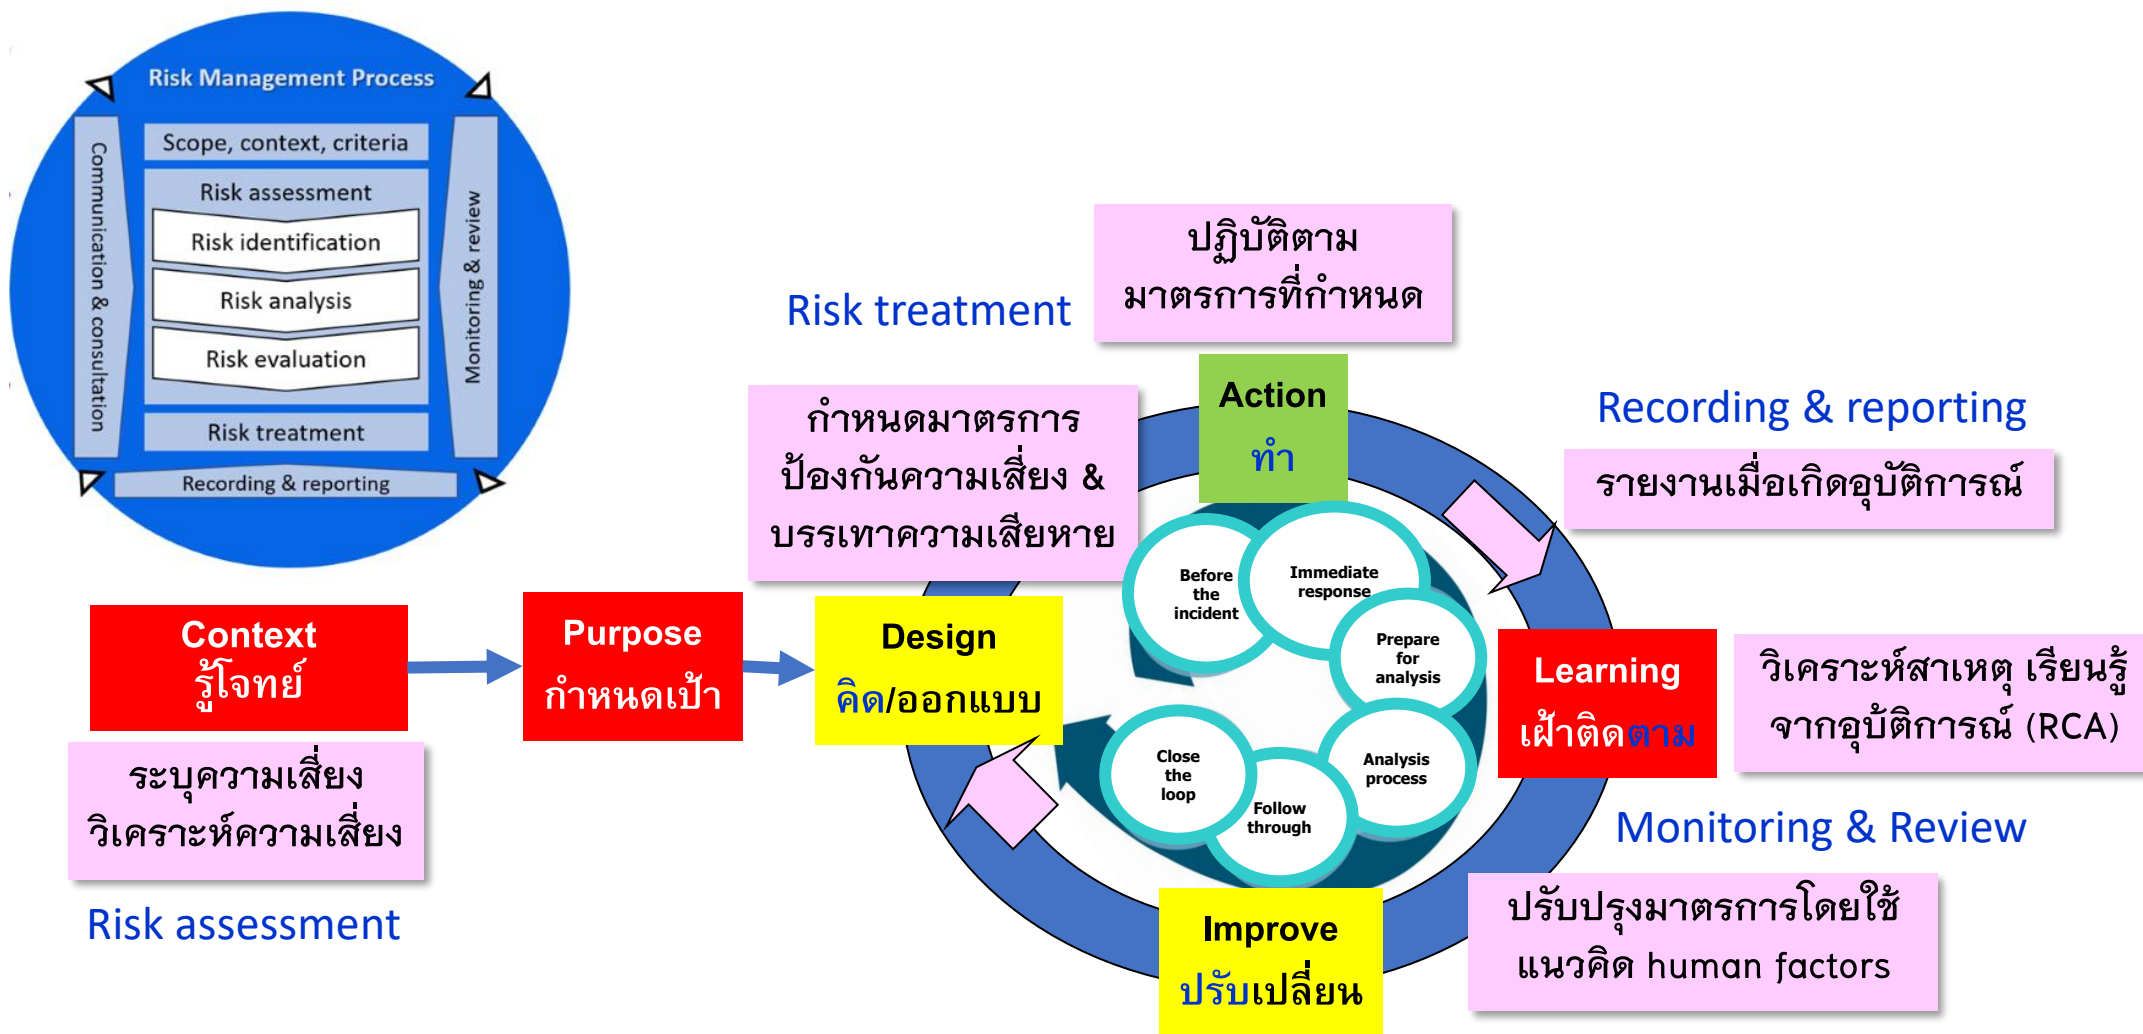 Risk Management Process
Communication & consultation
Scope, context, criteria
Risk assessment
Risk identification
Risk analysis
Risk evaluation
Risk treatment
Monitoring & review
Recording & reporting
ปฏิบัติตาม
มาตรการที่กำหนด
Risk treatment
Action
ทำ
กำหนดมาตรการ
ป้องกันความเสี่ยง &
บรรเทาความเสียหาย
Recording & reporting
รายงานเมื่อเกิดอุบัติการณ์
Context
รู้โจทย์
Purpose
กำหนดเป้า
Design
คิด/ออกแบบ
Before
the
incident
Immediate
response
Prepare
for
analysis
Analysis
process
Follow
through
Close
the
loop
Learning
เฝ้าติดตาม
วิเคราะห์สาเหตุ เรียนรู้
จากอุบัติการณ์ (RCA)
ระบุความเสี่ยง
วิเคราะห์ความเสี่ยง
Risk assessment
Monitoring & Review
Improve
ปรับเปลี่ยน
ปรับปรุงมาตรการโดยใช้
แนวคิด human factors